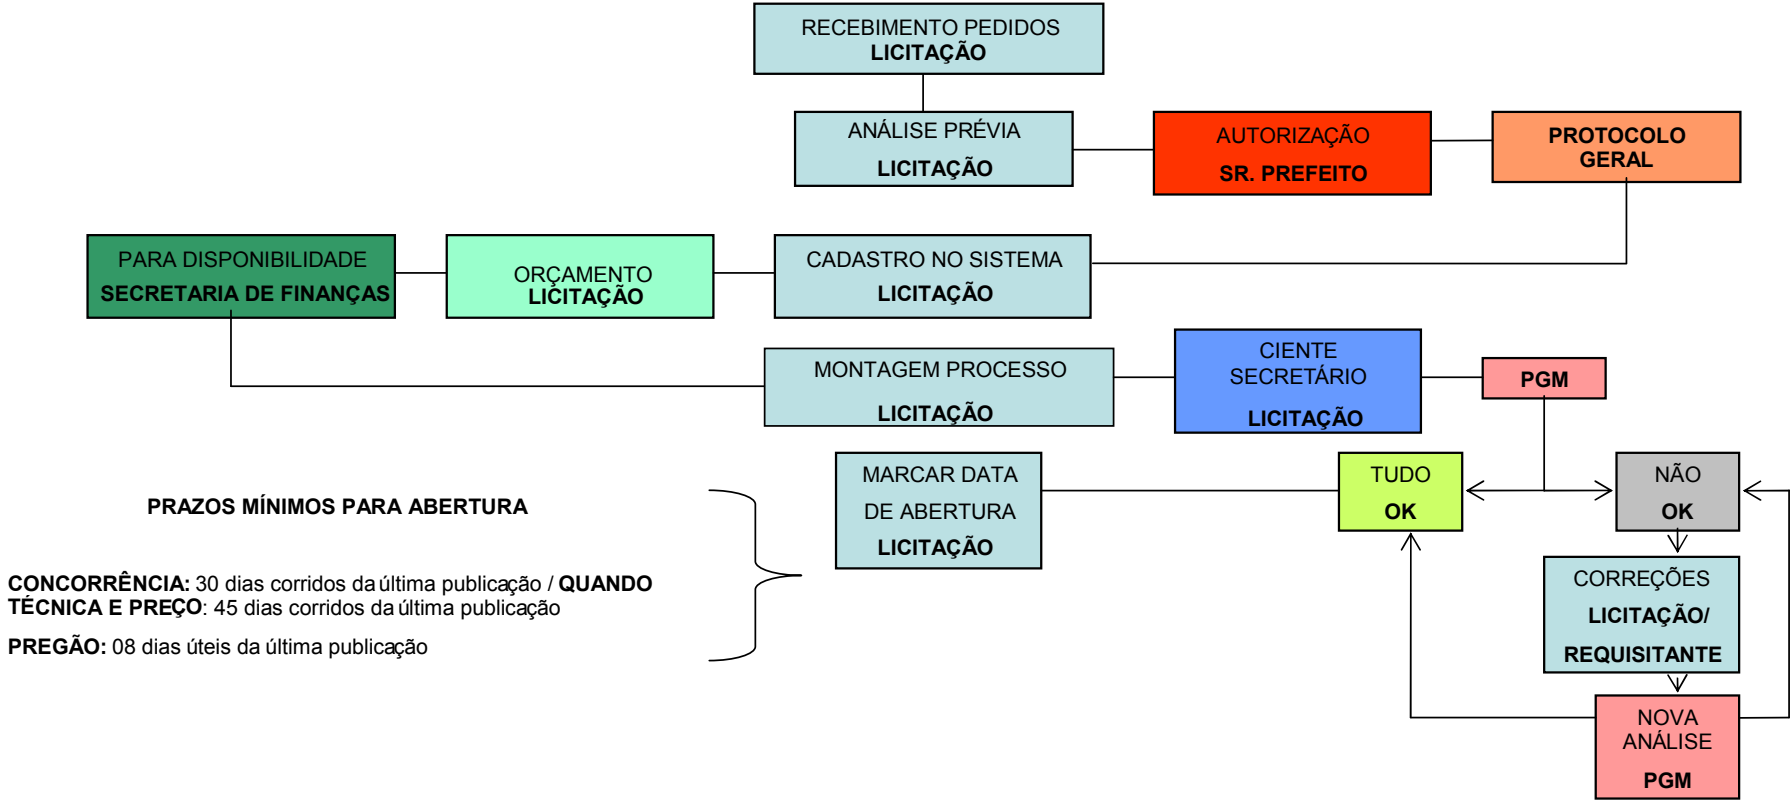 RECEBIMENTO PEDIDOS
LICITAÇÃO
ANÁLISE PRÉVIA
LICITAÇÃO
AUTORIZAÇÃO
SR. PREFEITO
PROTOCOLO
GERAL
PARA DISPONIBILIDADE
SECRETARIA DE FINANÇAS
ORÇAMENTO
LICITAÇÃO
CADASTRO NO SISTEMA
LICITAÇÃO
MONTAGEM PROCESSO
LICITAÇÃO
CIENTE
SECRETÁRIO
LICITAÇÃO
PGM
MARCAR DATA
DE ABERTURA
LICITAÇÃO
TUDO
OK
NÃO
OK
PRAZOS MÍNIMOS PARA ABERTURA
CONCORRÊNCIA: 30 dias corridos da última publicação / QUANDO
TÉCNICA E PREÇO: 45 dias corridos da última publicação
PREGÃO: 08 dias úteis da última publicação
CORREÇÕES
LICITAÇÃO/
REQUISITANTE
NOVA
ANÁLISE
PGM